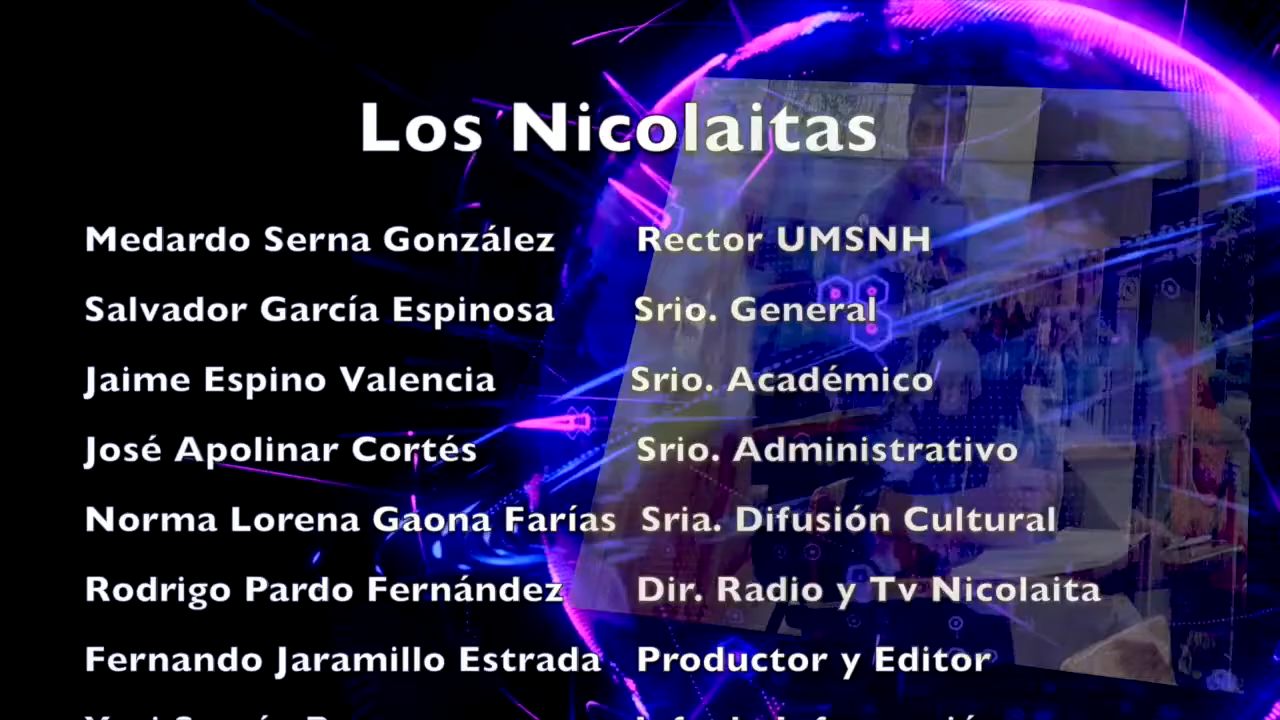 Los Nicolaitas
Medardo Serna González Rector UMSNH
Salvador García Espinosa Srio. General
Jaime Espino Valencia Srio. Académico
José Apolinar Cortés Srio. Administrativo
Norma Lorena Gaona Farías Sria. Difusión Cultural
Rodrigo Pardo Fernández Dir. Radio y Tv Nicolaita
Fernando Jaramillo Estrada Productor y Editor